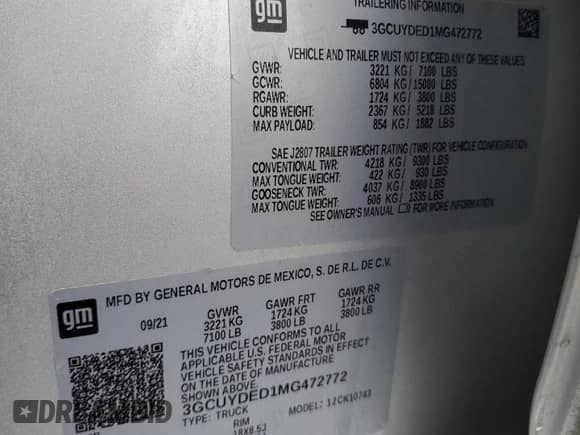 gm
TRAILERING INFORMATION
3GCUYDED1MG472772
VEHICLE AND TRAILER MUST NOT EXCEED ANY OF THESE VALUES.
GVWR: 3221 KG/ 7100 LBS
GCWR: 6804 KG/ 15000 LBS
RGAWR: 1724 KG/ 3800 LBS
CURB WEIGHT: 2367 KG/ 5218 LBS
MAX PAYLOAD: 854 KG/ 1882 LBS
SAE J2807 TRAILER WEIGHT RATING (TWR) FOR VEHICLE CONFIGURATION.
CONVENTIONAL TWR: 4218 KG/ 9300 LBS
MAX TONGUE WEIGHT: 422 KG/ 930 LBS
GOOSENECK TWR: 4037 KG/ 8900 LBS
MAX TONGUE WEIGHT: 606 KG/ 1335 LBS
SEE OWNER'S MANUAL FOR MORE INFORMATION
gm
MFD BY GENERAL MOTORS DE MEXICO, S. DE R.L. DE C.V.
09/21 GVWR GAWR FRT GAWR RR
3221 KG 1724 KG 1724 KG
7100 LB 3800 LB 3800 LB
THIS VEHICLE CONFORMS TO ALL
APPLICABLE U.S. FEDERAL MOTOR
VEHICLE SAFETY STANDARDS IN EFFECT
ON THE DATE OF MANUFACTURE
SHOWN ABOVE.
3GCUYDED1MG472772
TYPE: TRUCK MODEL: 12CK10743
RIM
18X8.5J
DREAMBID